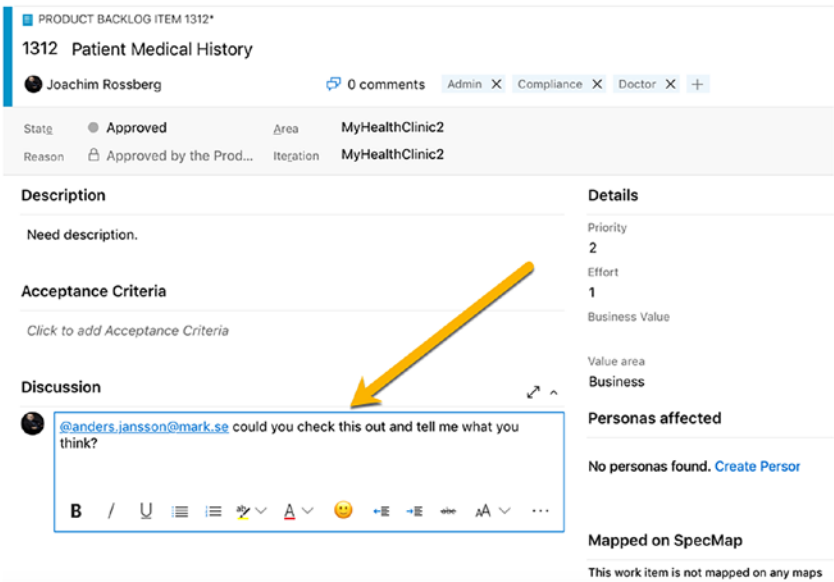 PRODUCT BACKLOG ITEM 1312*
1312 Patient Medical History
Joachim Rossberg 0 comments Admin Compliance Doctor
State Approved Area MyHealthClinic2
Reason Approved by the Prod... Iteration MyHealthClinic2
Description
Need description.
Acceptance Criteria
Click to add Acceptance Criteria
Discussion
@anders.jansson@mark.se could you check this out and tell me what you
think?
B I U ab A abc AA ...
Details
Priority
2
Effort
1
Business Value
Value area
Business
Personas affected
No personas found. Create Persor
Mapped on SpecMap
This work item is not mapped on any maps